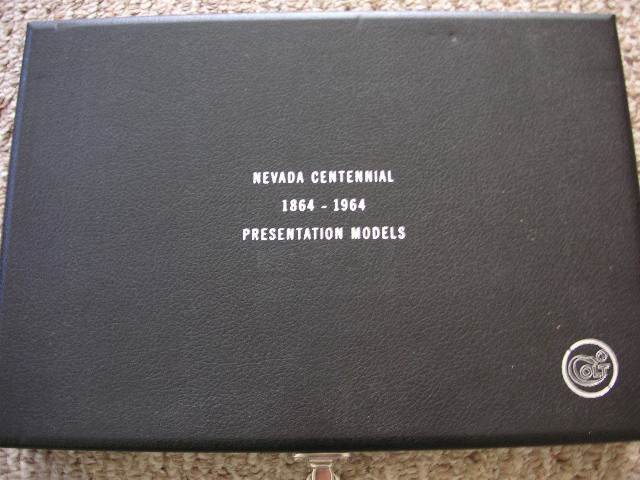 NEVADA CENTENNIAL
1864 - 1964
PRESENTATION MODELS
COLT